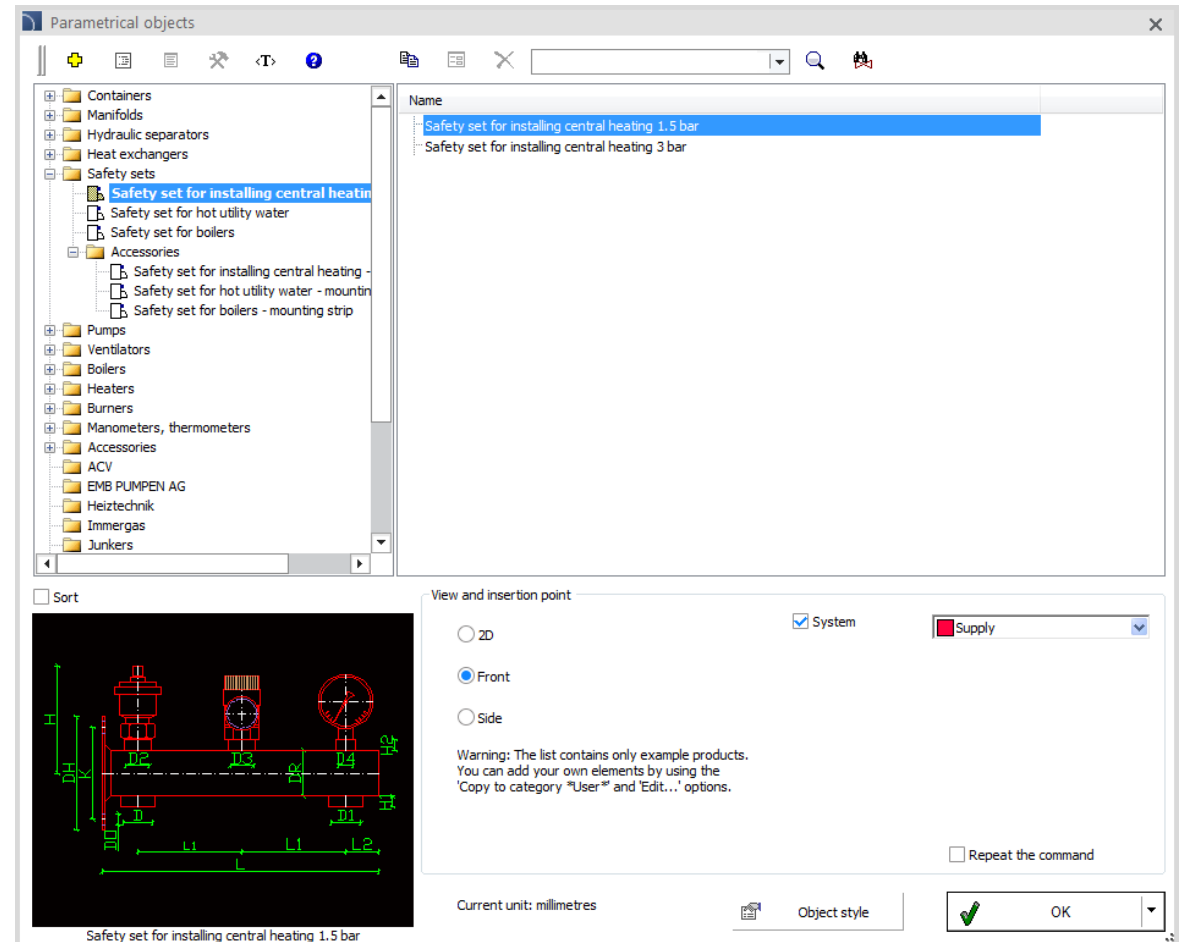 Parametrical objects
<T>
Containers
Manifolds
Hydraulic separators
Heat exchangers
Safety sets
Safety set for installing central heatin
Safety set for hot utility water
Safety set for boilers
Accessories
Safety set for installing central heating -
Safety set for hot utility water - mountin
Safety set for boilers - mounting strip
Pumps
Ventilators
Boilers
Heaters
Burners
Manometers, thermometers
Accessories
ACV
EMB PUMPEN AG
Heiztechnik
Immergas
Junkers
Name
Safety set for installing central heating 1.5 bar
Safety set for installing central heating 3 bar
Sort
H
DH
K
D2
D3
D4
DR
H2
H1
D
D1
DO
L1
L1
L2
L
Safety set for installing central heating 1.5 bar
View and insertion point
2D
Front
Side
System
Supply
Warning: The list contains only example products.
You can add your own elements by using the
'Copy to category *User*' and 'Edit...' options.
Repeat the command
Current unit: millimetres
Object style
OK